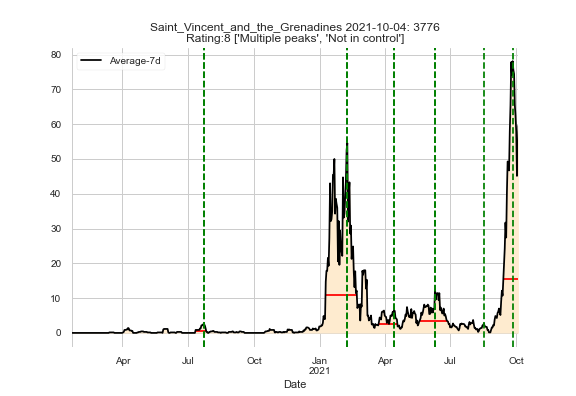 Saint_Vincent_and_the_Grenadines 2021-10-04: 3776
Rating:8 ['Multiple peaks', 'Not in control']
Average-7d
80
70
60
50
40
30
20
10
0
Apr Jul Oct Jan Apr Jul Oct
2021
Date